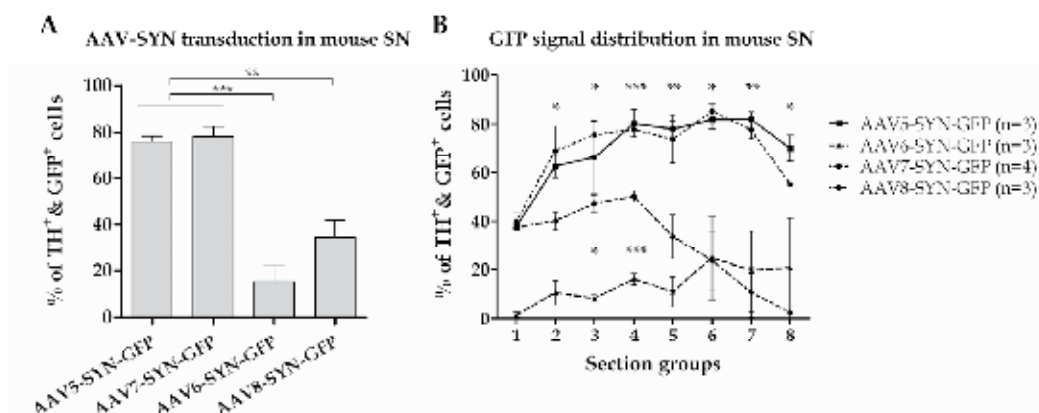 A AAV-SYN transduction in mouse SN
% of TH+ & GFP+ cells
100
80
60
40
20
0
**
***
AAV5-SYN-GFP
AAV7-SYN-GFP
AAV6-SYN-GFP
AAV8-SYN-GFP
B GFP signal distribution in mouse SN
% of TH+ & GFP+ cells
100
80
60
40
20
0
* * *** ** * ** *
* ***
1 2 3 4 5 6 7 8
Section groups
AAV5-SYN-GFP (n=3)
AAV6-SYN-GFP (n=3)
AAV7-SYN-GFP (n=4)
AAV8-SYN-GFP (n=3)